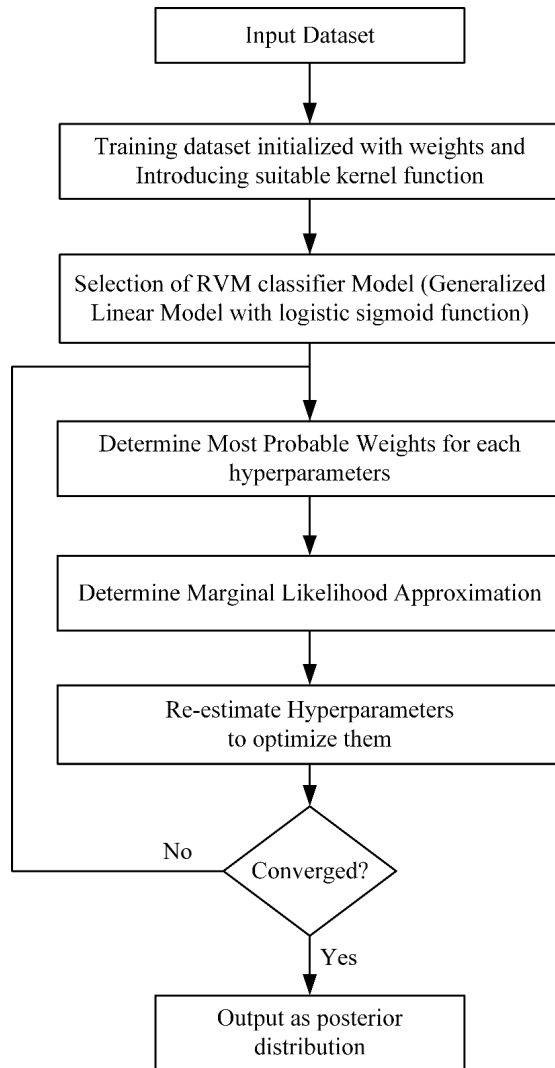 Input Dataset
Training dataset initialized with weights and
Introducing suitable kernel function
Selection of RVM classifier Model (Generalized
Linear Model with logistic sigmoid function)
Determine Most Probable Weights for each
hyperparameters
Determine Marginal Likelihood Approximation
Re-estimate Hyperparameters
to optimize them
No
Converged?
Yes
Output as posterior
distribution